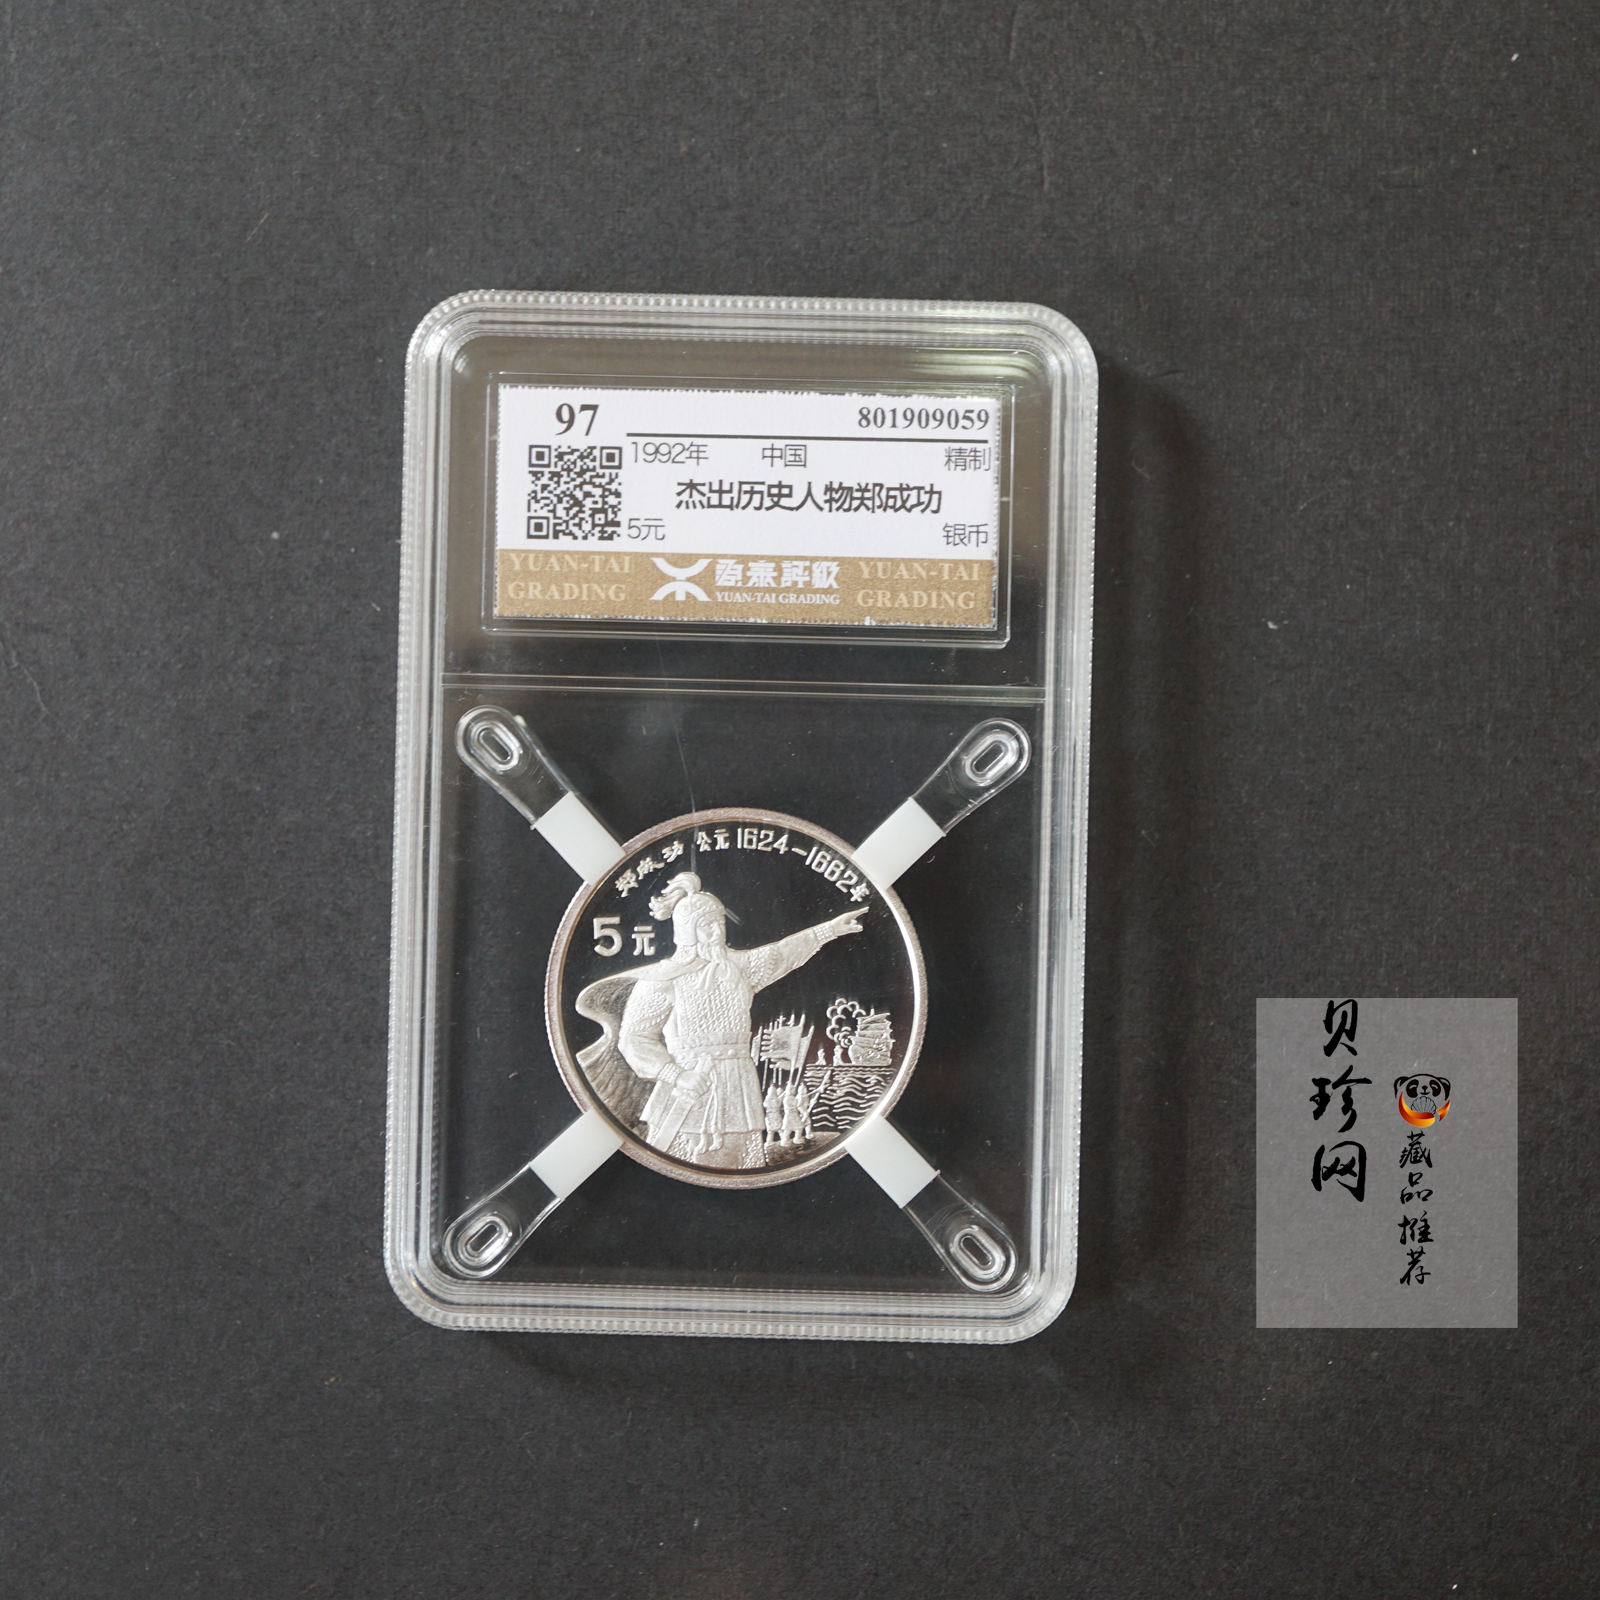 97
801909059
1992年 中国 精制
杰出历史人物郑成功
5元 银币
YUAN-TAI GRADING
源泰評級
YUAN-TAI GRADING
YUAN-TAI GRADING
郑成功 公元1624-1662年
5元
贝珍网
藏品推荐